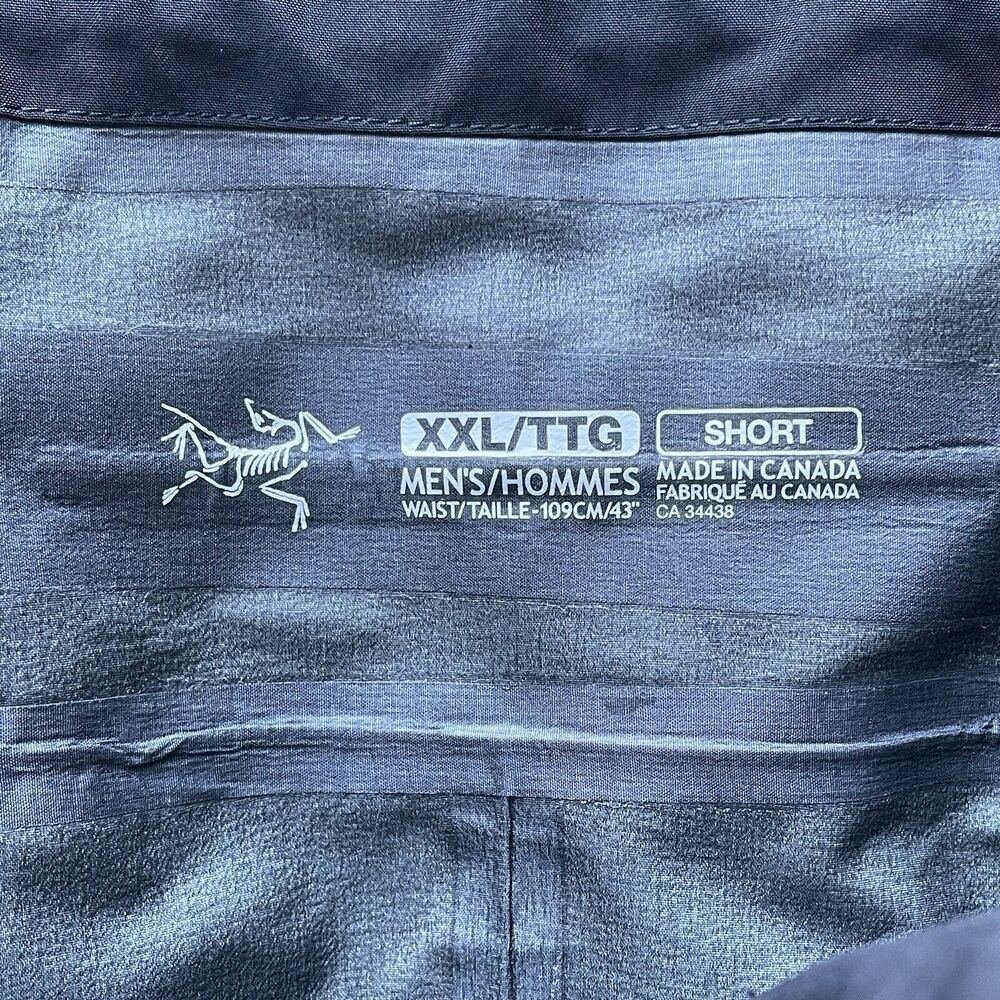 XXL/TTG
MEN'S/HOMMES
WAIST/TAILLE-109CM/43"
SHORT
MADE IN CANADA
FABRIQUÉ AU CANADA
CA 34438